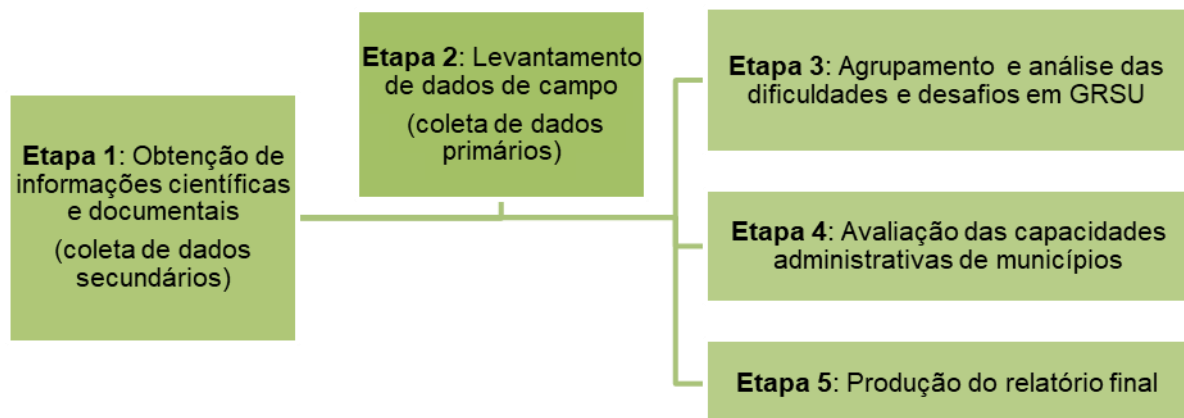 Etapa 1: Obtenção de
informações científicas
e documentais
(coleta de dados
secundários)
Etapa 2: Levantamento
de dados de campo
(coleta de dados
primários)
Etapa 3: Agrupamento e análise das
dificuldades e desafios em GRSU
Etapa 4: Avaliação das capacidades
administrativas de municípios
Etapa 5: Produção do relatório final